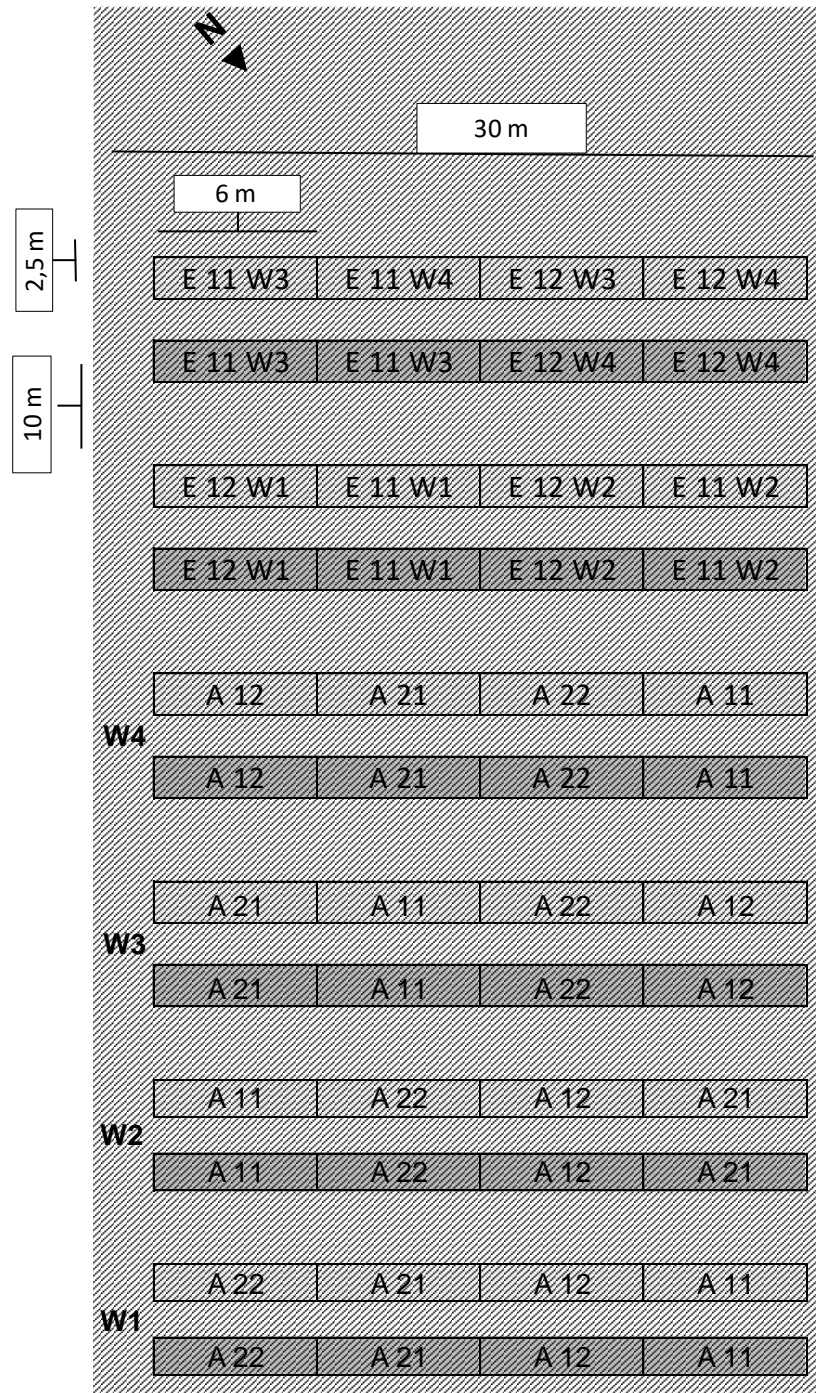 N
30 m
6 m
2,5 m
E 11 W3 E 11 W4 E 12 W3 E 12 W4
E 11 W3 E 11 W3 E 12 W4 E 12 W4
10 m
E 12 W1 E 11 W1 E 12 W2 E 11 W2
E 12 W1 E 11 W1 E 12 W2 E 11 W2
A 12 A 21 A 22 A 11
W4
A 12 A 21 A 22 A 11
A 21 A 11 A 22 A 12
W3
A 21 A 11 A 22 A 12
A 11 A 22 A 12 A 21
W2
A 11 A 22 A 12 A 21
A 22 A 21 A 12 A 11
W1
A 22 A 21 A 12 A 11